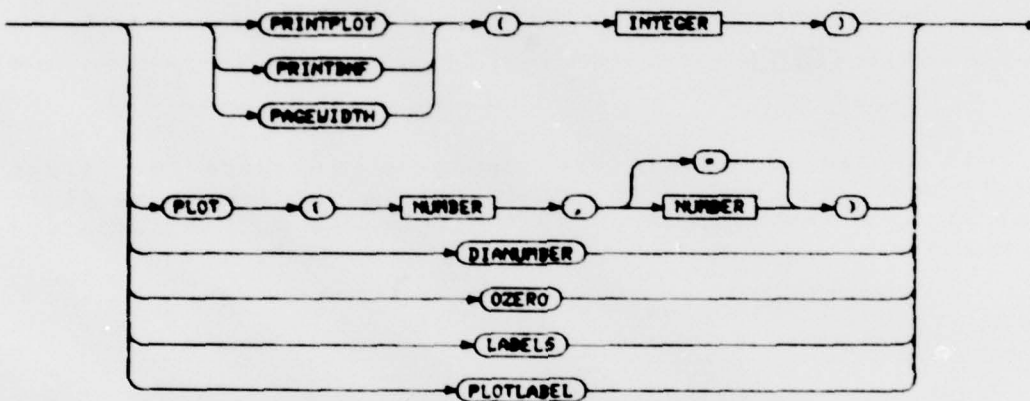 PRINTPLOT ( INTEGER )
PRINTBNF
PAGEWIDTH
*
PLOT ( NUMBER , NUMBER )
DIANUMBER
OZERO
LABELS
PLOTLABEL